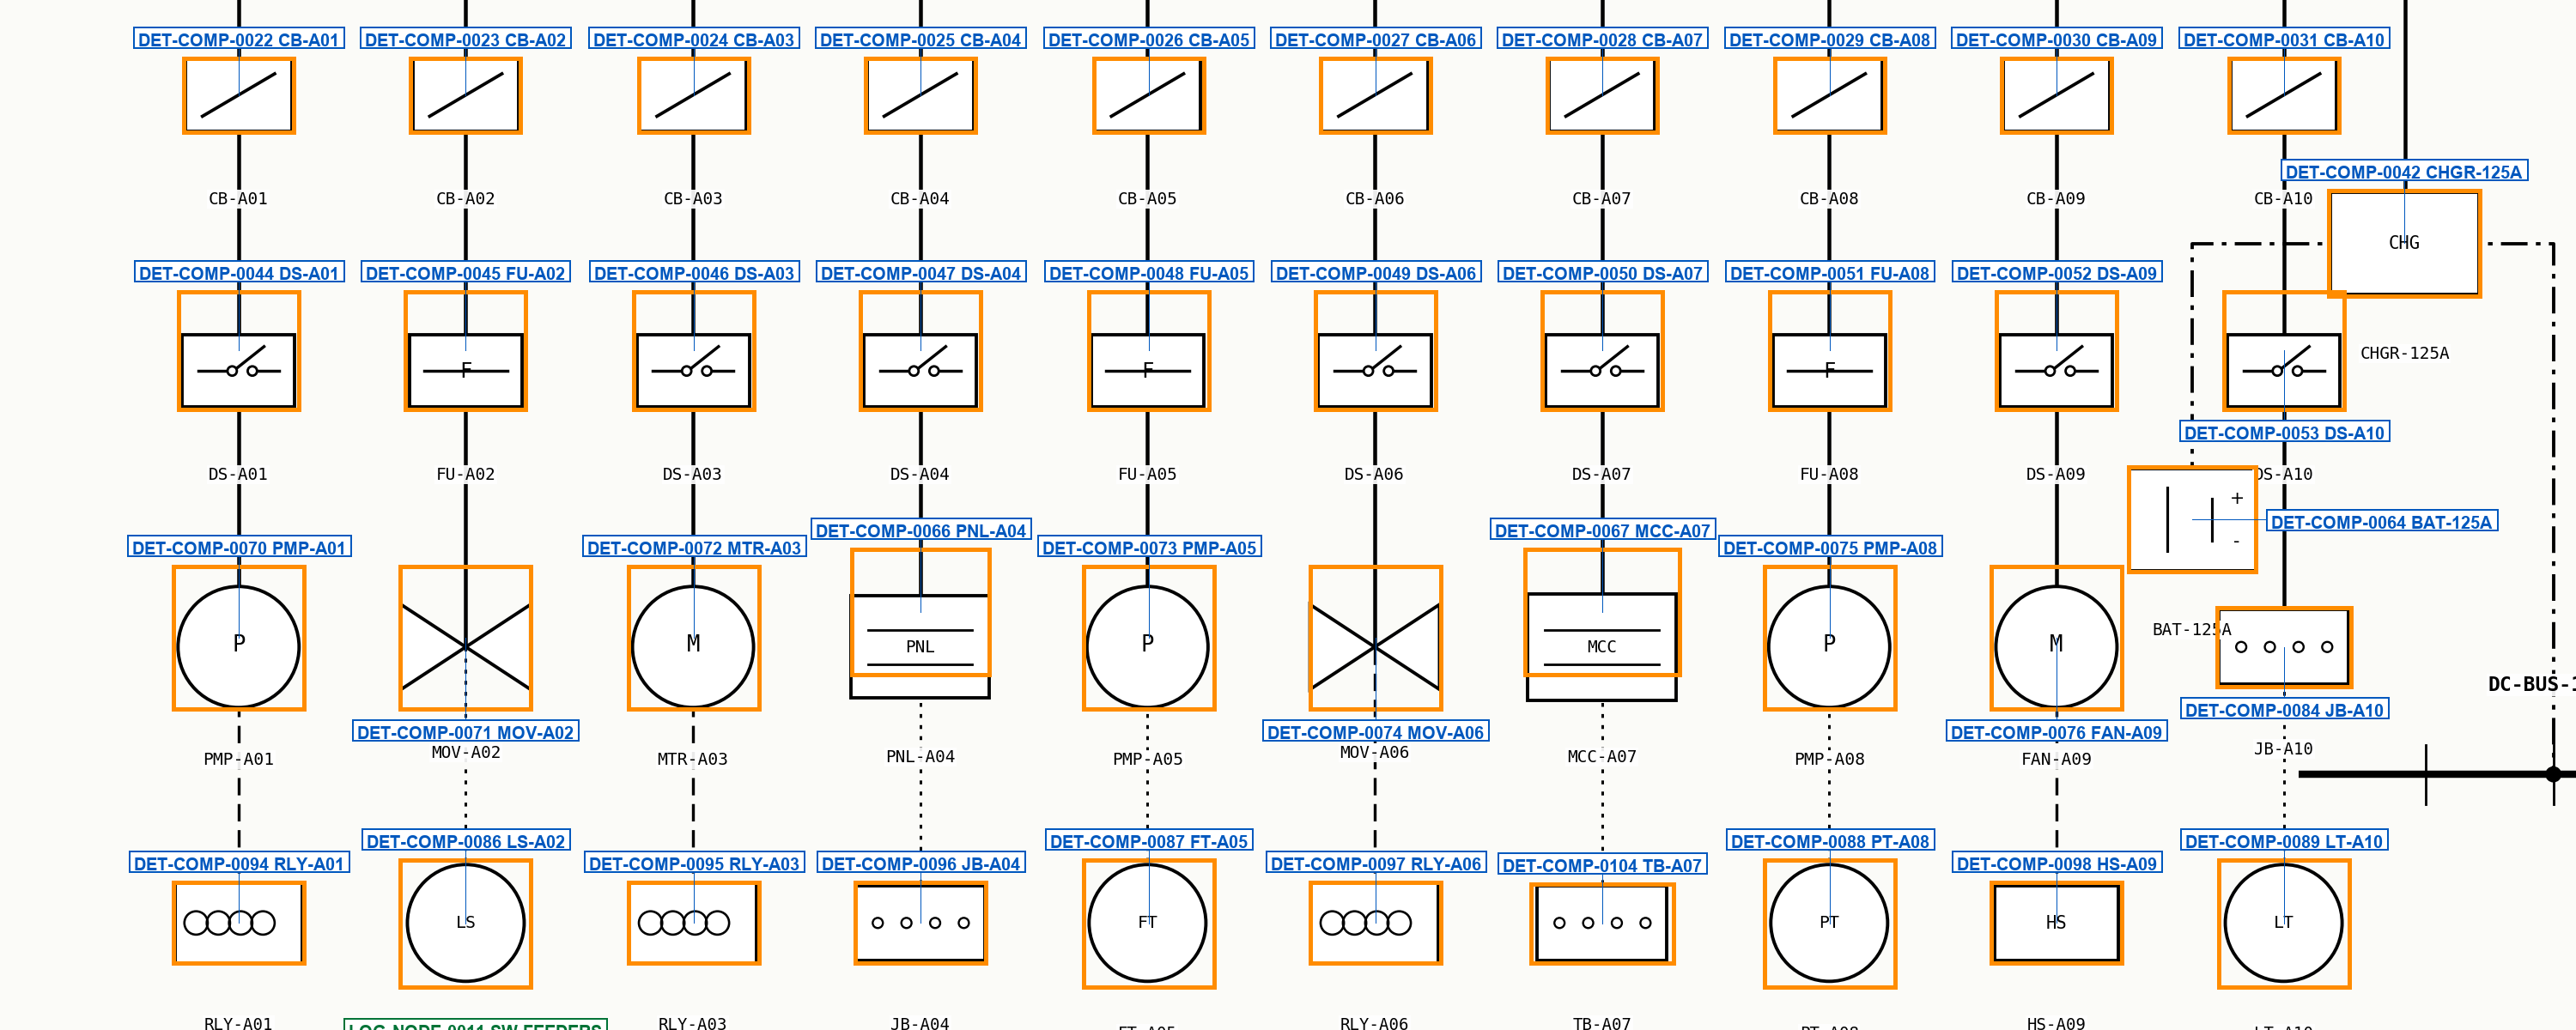 DET-COMP-0022 CB-A01 DET-COMP-0023 CB-A02 DET-COMP-0024 CB-A03 DET-COMP-0025 CB-A04 DET-COMP-0026 CB-A05 DET-COMP-0027 CB-A06 DET-COMP-0028 CB-A07 DET-COMP-0029 CB-A08 DET-COMP-0030 CB-A09 DET-COMP-0031 CB-A10
DET-COMP-0042 CHGR-125A
CB-A01 CB-A02 CB-A03 CB-A04 CB-A05 CB-A06 CB-A07 CB-A08 CB-A09 CB-A10
CHG
DET-COMP-0044 DS-A01 DET-COMP-0045 FU-A02 DET-COMP-0046 DS-A03 DET-COMP-0047 DS-A04 DET-COMP-0048 FU-A05 DET-COMP-0049 DS-A06 DET-COMP-0050 DS-A07 DET-COMP-0051 FU-A08 DET-COMP-0052 DS-A09
CHGR-125A
F F F
DET-COMP-0053 DS-A10
DS-A01 FU-A02 DS-A03 DS-A04 FU-A05 DS-A06 DS-A07 FU-A08 DS-A09 DS-A10
+
DET-COMP-0064 BAT-125A
-
DET-COMP-0066 PNL-A04 DET-COMP-0067 MCC-A07
DET-COMP-0070 PMP-A01 DET-COMP-0072 MTR-A03 DET-COMP-0073 PMP-A05 DET-COMP-0075 PMP-A08
BAT-125A
P M PNL P MCC P M
DC-BUS-1
DET-COMP-0084 JB-A10
DET-COMP-0071 MOV-A02 DET-COMP-0074 MOV-A06 DET-COMP-0076 FAN-A09
PMP-A01 MOV-A02 MTR-A03 PNL-A04 PMP-A05 MOV-A06 MCC-A07 PMP-A08 FAN-A09 JB-A10
DET-COMP-0086 LS-A02 DET-COMP-0087 FT-A05 DET-COMP-0088 PT-A08 DET-COMP-0089 LT-A10
DET-COMP-0094 RLY-A01 DET-COMP-0095 RLY-A03 DET-COMP-0096 JB-A04 DET-COMP-0097 RLY-A06 DET-COMP-0104 TB-A07 DET-COMP-0098 HS-A09
LS FT PT HS LT
RLY-A01 LOG-NODE-0011 SW-FEEDERS RLY-A03 JB-A04 FT-A05 RLY-A06 TB-A07 PT-A08 HS-A09 LT-A10